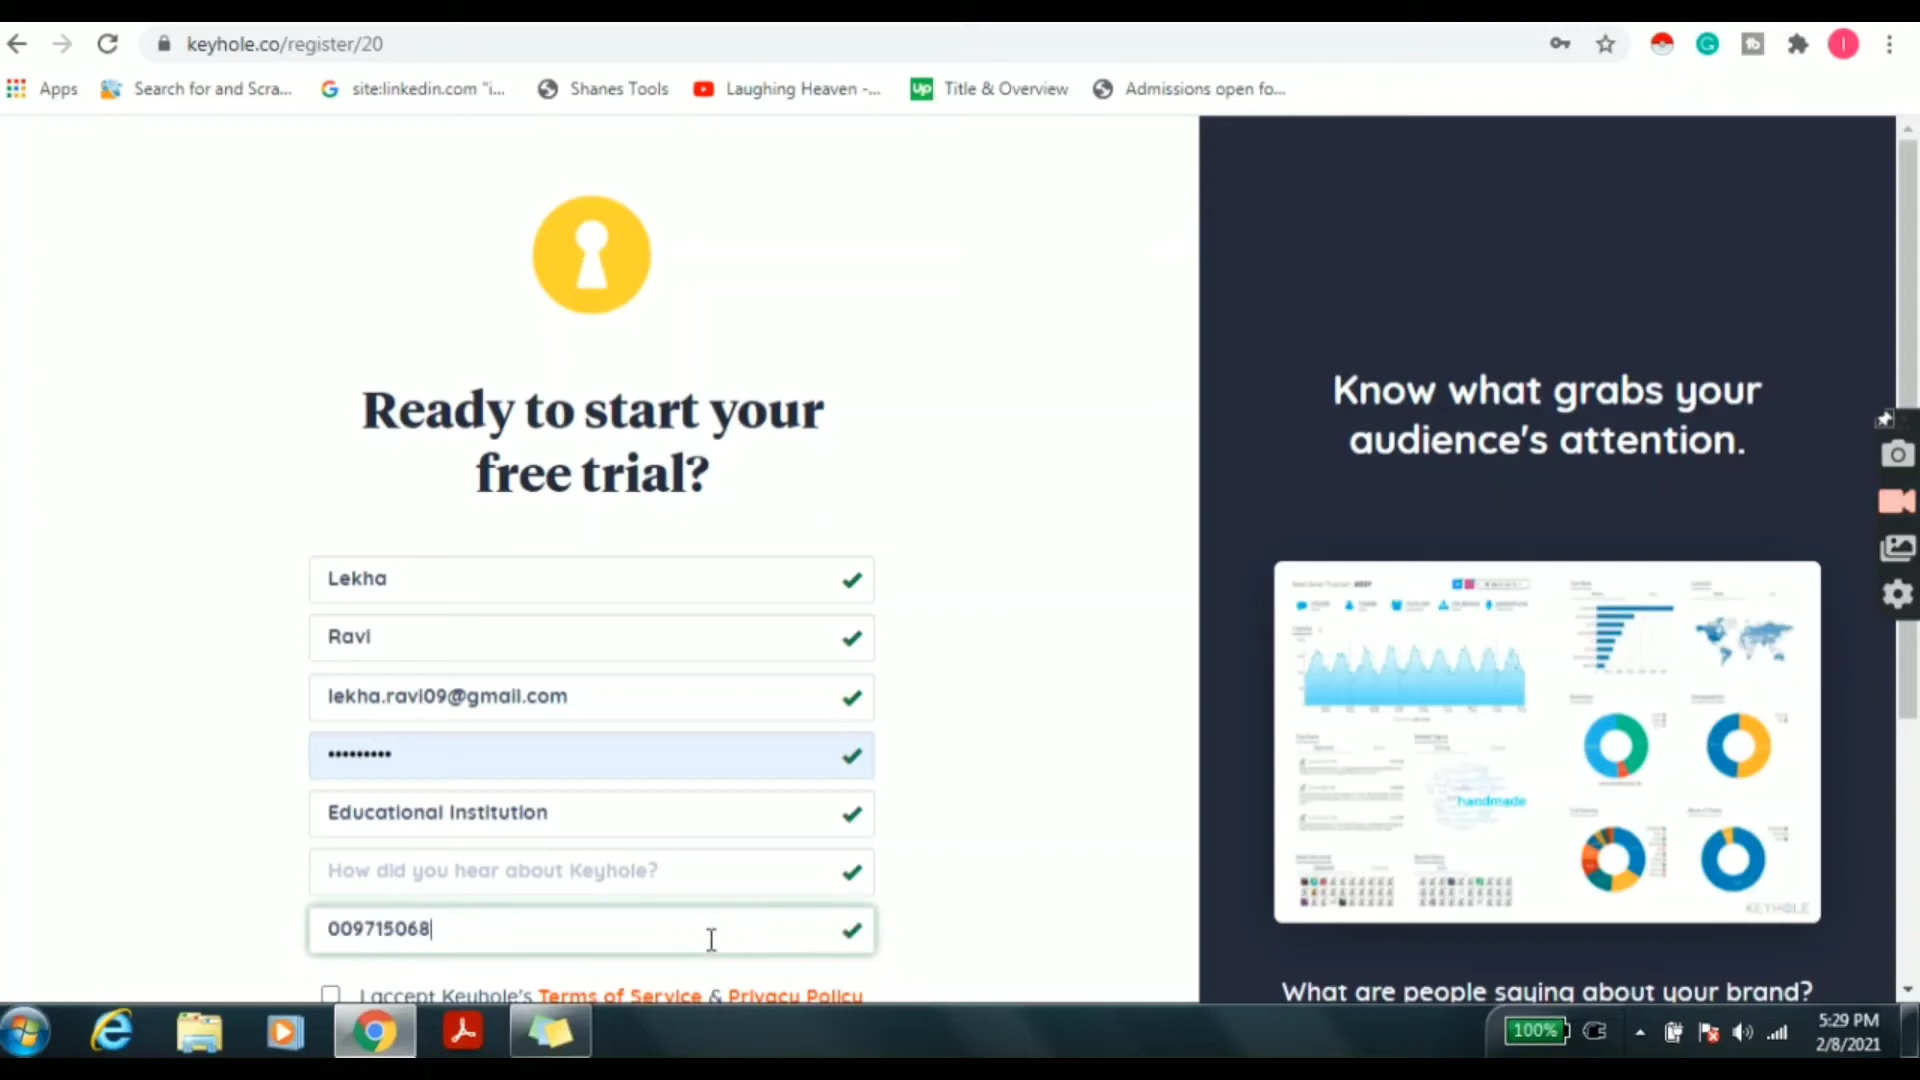 keyhole.co/register/20
Apps
Search for and Scra...
site:linkedin.com "i...
Shanes Tools
Laughing Heaven -...
Up
Title & Overview
Admissions open fo...
Ready to start your
free trial?
Lekha
Ravi
lekha.ravi09@gmail.com
•••••••••
Educational Institution
How did you hear about Keyhole?
009715068
I accept Keyhole's Terms of Service & Privacy Policy
Know what grabs your
audience's attention.
handmade
KEYHOLE
What are people saying about your brand?
100%
5:29 PM
2/8/2021